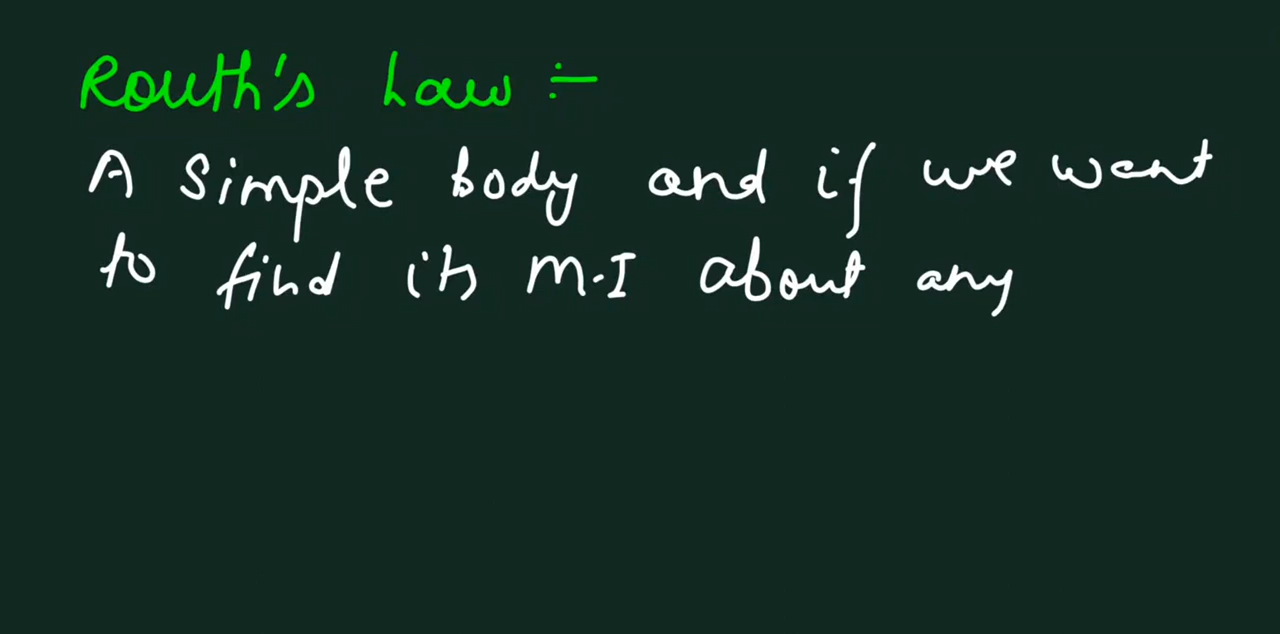 Routh's Law :-
A simple body and if we want
to find its M.I about any